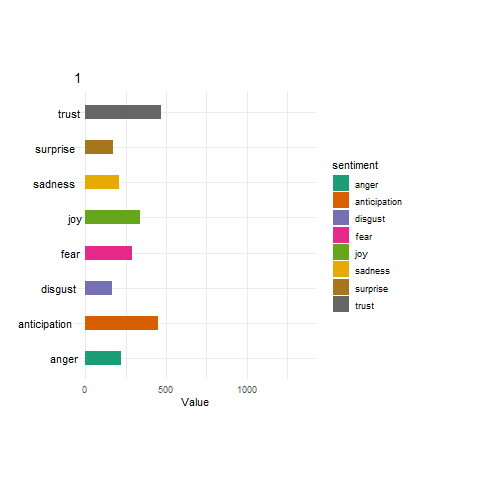 1
trust
surprise
sadness
joy
fear
disgust
anticipation
anger
0 500 1000
Value
sentiment
anger
anticipation
disgust
fear
joy
sadness
surprise
trust